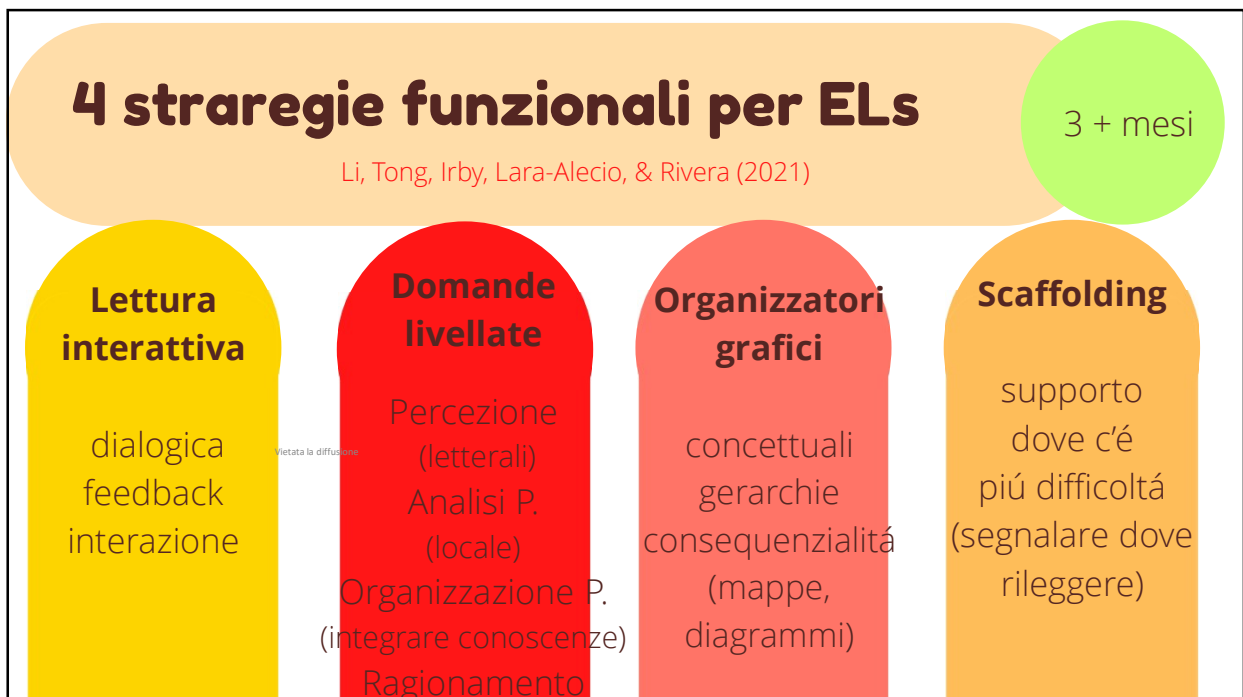 4 straregie funzionali per ELs
3 + mesi
Li, Tong, Irby, Lara-Alecio, & Rivera (2021)
Lettura
interattiva
dialogica
feedback
interazione
Vietata la diffusione
Domande
livellate
Percezione
(letterali)
Analisi P.
(locale)
Organizzazione P.
(integrare conoscenze)
Ragionamento
Organizzatori
grafici
concettuali
gerarchie
consequenzialitá
(mappe,
diagrammi)
Scaffolding
supporto
dove c’é
piú difficoltá
(segnalare dove
rileggere)